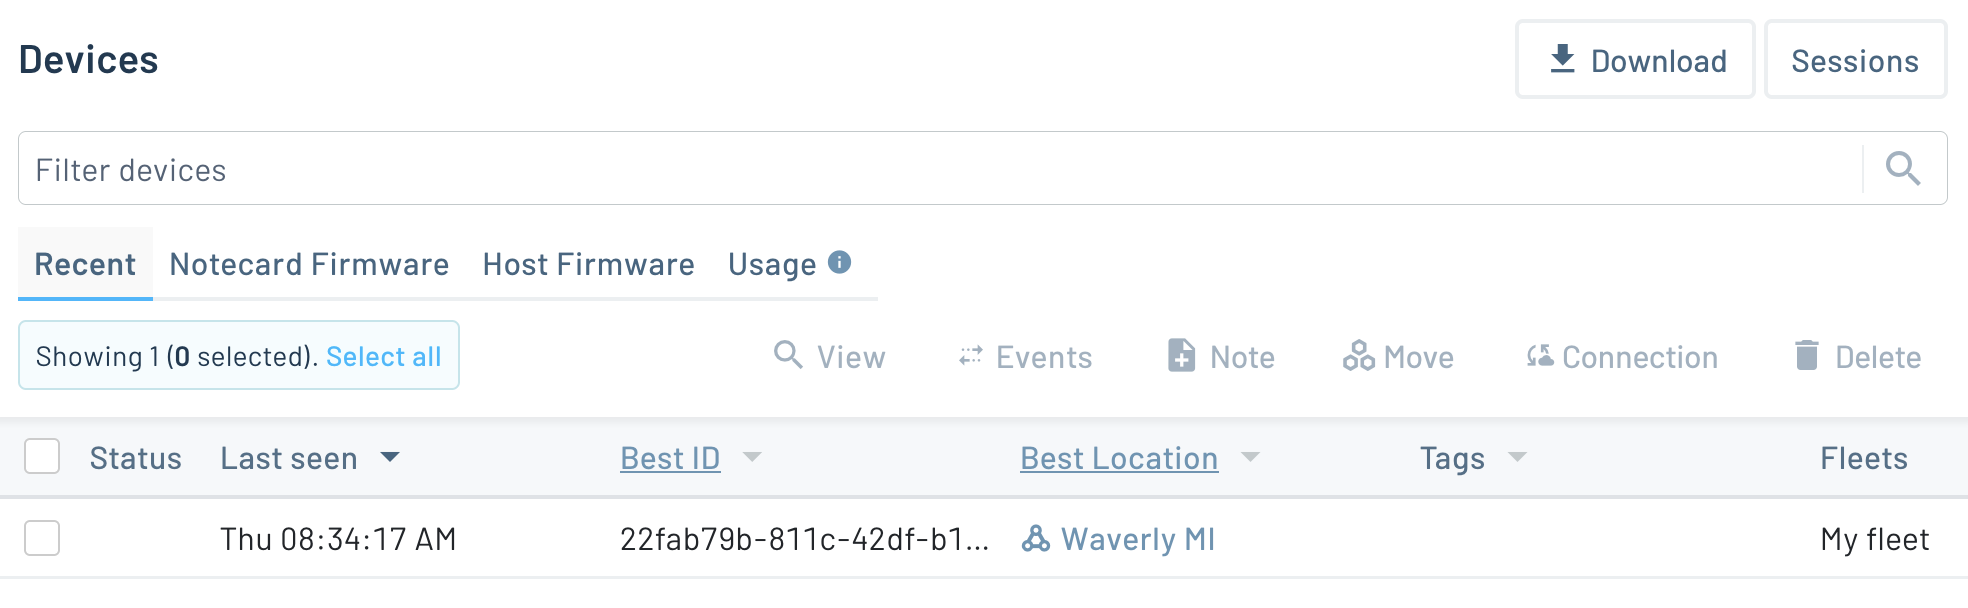 Devices
Download
Sessions
Filter devices
Recent Notecard Firmware Host Firmware Usage
Showing 1 (0 selected). Select all
View Events Note Move Connection Delete
Status Last seen Best ID Best Location Tags Fleets
Thu 08:34:17 AM 22fab79b-811c-42df-b1... Waverly MI My fleet